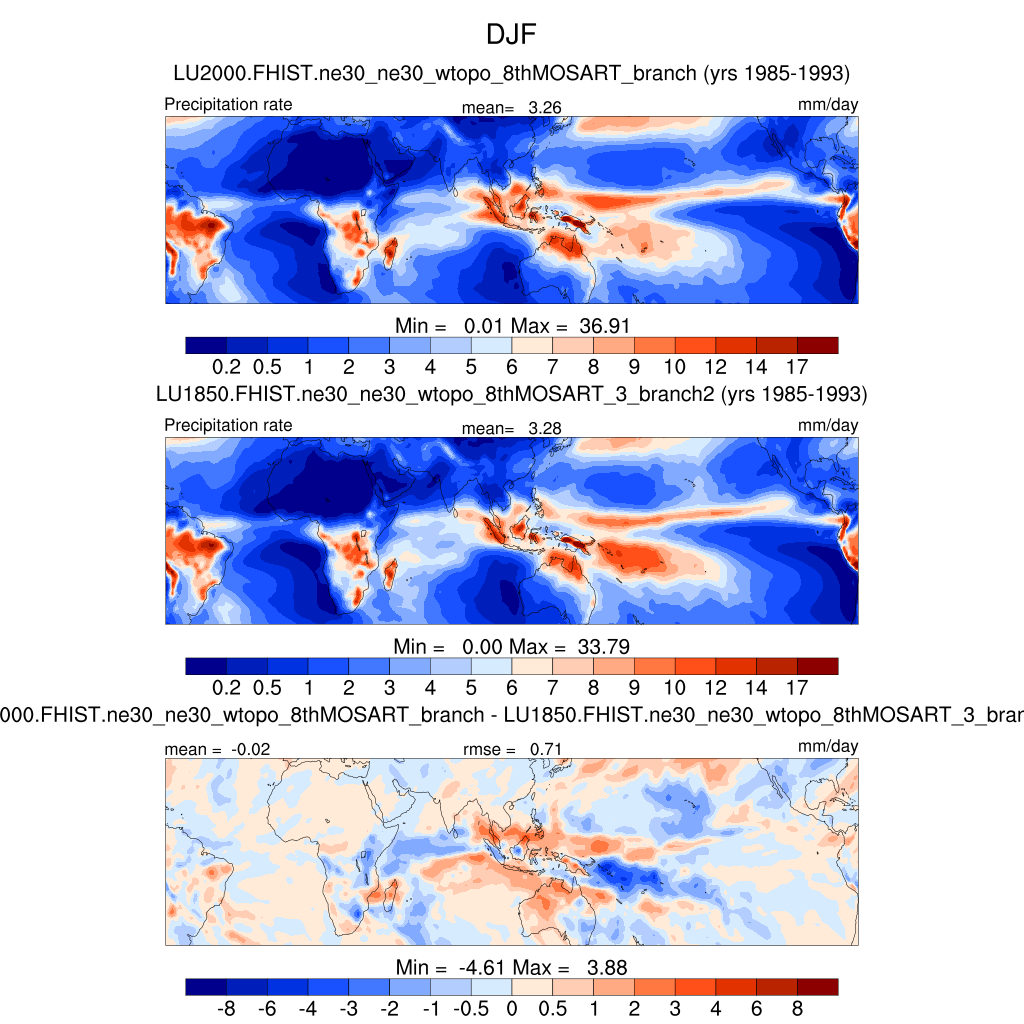 DJF
LU2000.FHIST.ne30_ne30_wtopo_8thMOSART_branch (yrs 1985-1993)
Precipitation rate mean= 3.26 mm/day
Min = 0.01 Max = 36.91
0.2 0.5 1 2 3 4 5 6 7 8 9 10 12 14 17
LU1850.FHIST.ne30_ne30_wtopo_8thMOSART_3_branch2 (yrs 1985-1993)
Precipitation rate mean= 3.28 mm/day
Min = 0.00 Max = 33.79
0.2 0.5 1 2 3 4 5 6 7 8 9 10 12 14 17
000.FHIST.ne30_ne30_wtopo_8thMOSART_branch - LU1850.FHIST.ne30_ne30_wtopo_8thMOSART_3_bran
mean = -0.02 rmse = 0.71 mm/day
Min = -4.61 Max = 3.88
-8 -6 -4 -3 -2 -1 -0.5 0 0.5 1 2 3 4 6 8